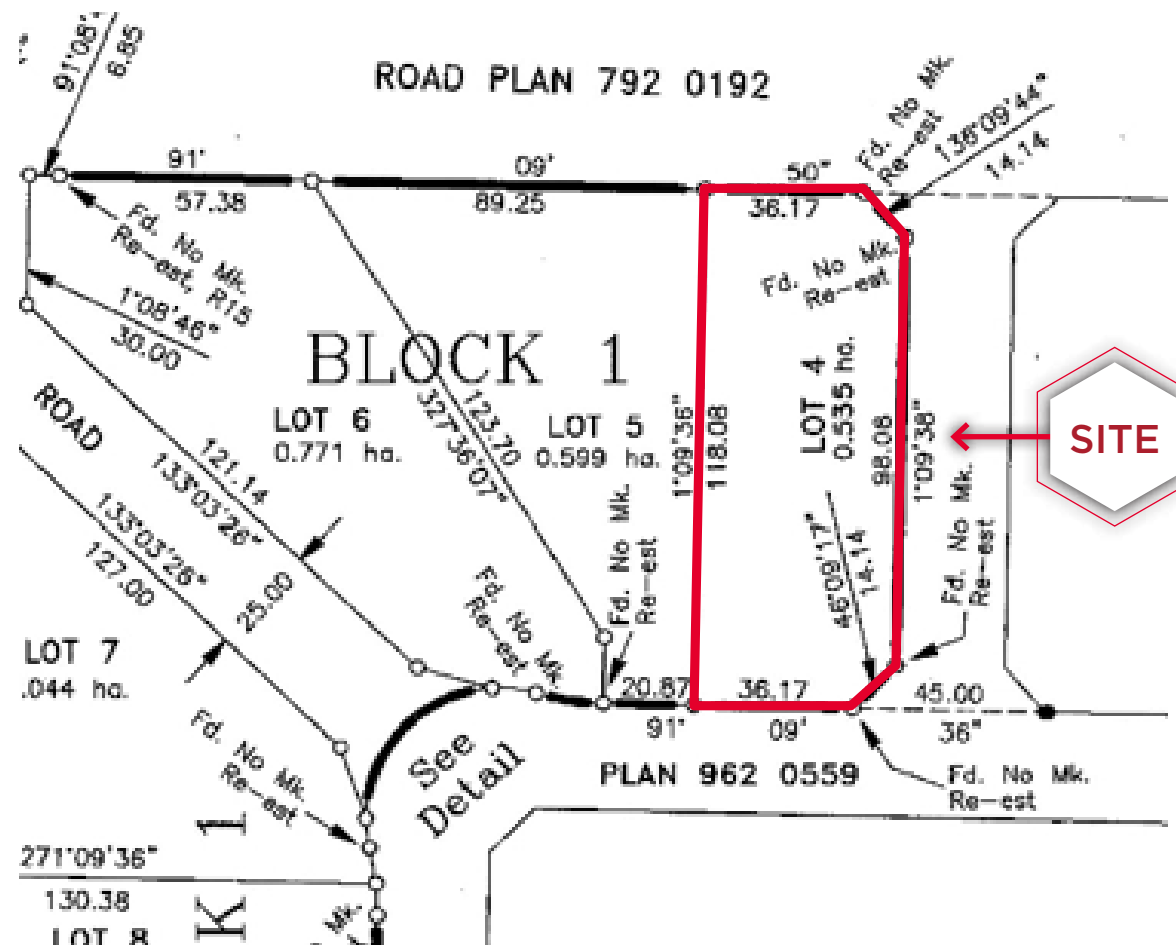 91°08'
6.85
ROAD PLAN 792 0192
Fd. No Mk.
Re-est
136°09'44"
14.14
91'
57.38
09'
89.25
50"
36.17
Fd. No Mk.
Re-est, R15
Fd. No Mk.
Re-est
1°08'46"
30.00
BLOCK 1
ROAD
LOT 6
0.771 ha.
123.70
327°36'07"
LOT 5
0.599 ha.
1°09'36"
118.08
LOT 4
0.535 ha.
98.08
1°09'38"
SITE
121.14
133°03'26"
133°03'26"
127.00
25.00
Fd. No Mk.
Re-est
Fd. No Mk.
Re-est
46°09'17"
14.14
Fd. No Mk.
Re-est
LOT 7
.044 ha.
20.87
91'
36.17
09'
45.00
36"
Fd. No Mk.
Re-est
See
Detail
PLAN 962 0559
Fd. No Mk.
Re-est
K 1
271°09'36"
130.38
LOT 8
Mk.